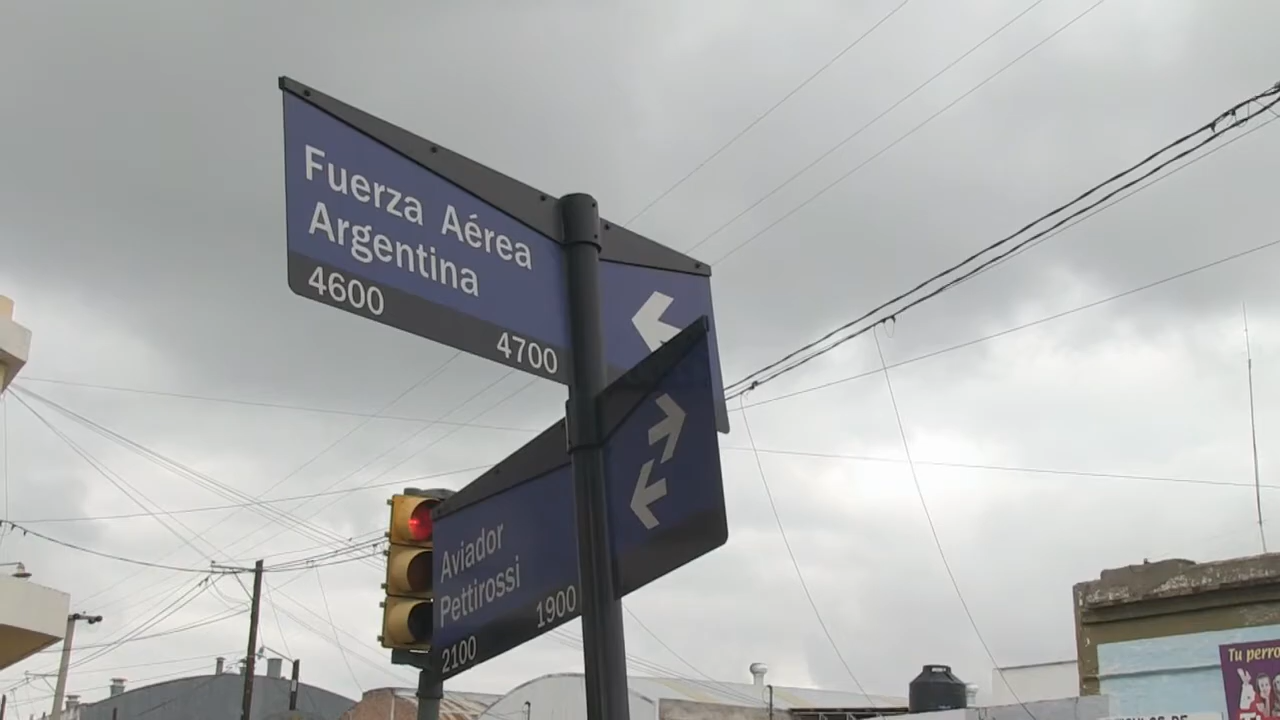 Fuerza Aérea
Argentina
4600 4700
Aviador
Pettirossi
2100 1900
Tu perro